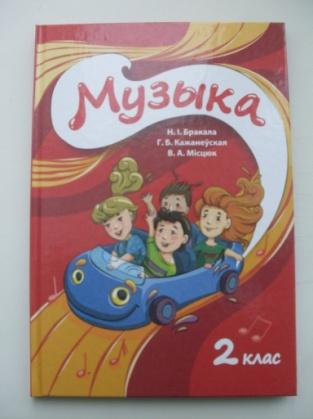 Музыка
Н. І. Бракала
Г. Б. Кажанеўская
В. А. Місцюк
2 клас